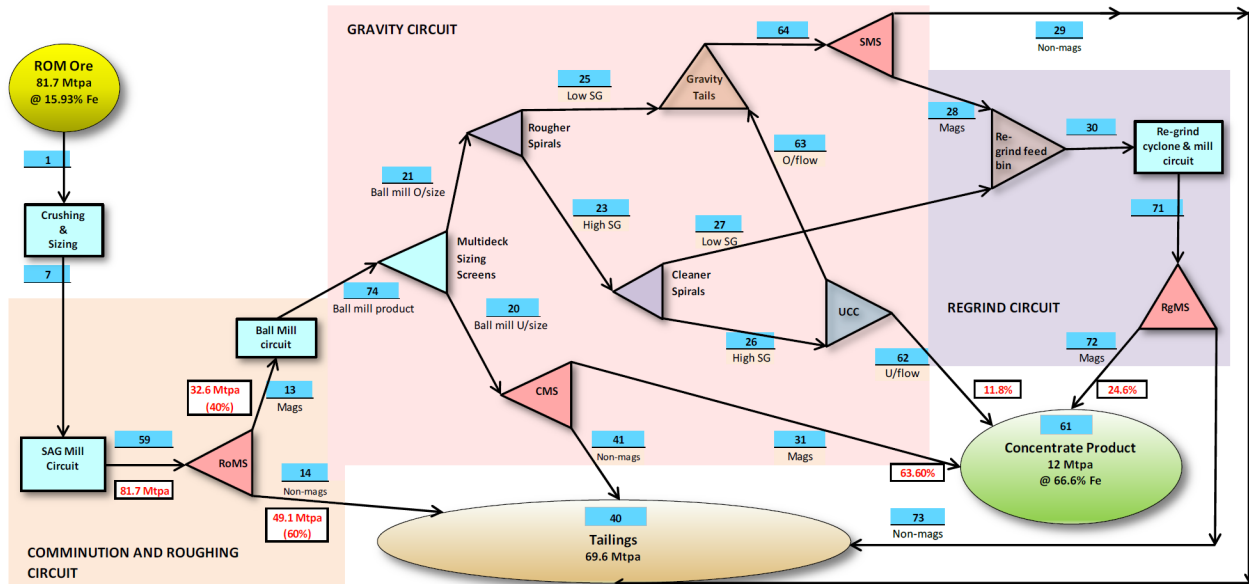 GRAVITY CIRCUIT
ROM Ore
81.7 Mtpa
@ 15.93% Fe
1
Crushing
&
Sizing
7
SAG Mill
Circuit
59
81.7 Mtpa
RoMS
32.6 Mtpa
(40%)
13
Mags
14
Non-mags
49.1 Mtpa
(60%)
COMMINUTION AND ROUGHING
CIRCUIT
Ball Mill
circuit
74
Ball mill product
Multideck
Sizing
Screens
21
Ball mill O/size
20
Ball mill U/size
Rougher
Spirals
25
Low SG
23
High SG
Gravity
Tails
64
SMS
29
Non-mags
28
Mags
63
O/flow
27
Low SG
Cleaner
Spirals
26
High SG
UCC
62
U/flow
CMS
41
Non-mags
31
Mags
Re-
grind feed
bin
30
Re-grind
cyclone & mill
circuit
71
RgMS
REGRIND CIRCUIT
72
Mags
11.8%
24.6%
63.60%
61
Concentrate Product
12 Mtpa
@ 66.6% Fe
73
Non-mags
40
Tailings
69.6 Mtpa